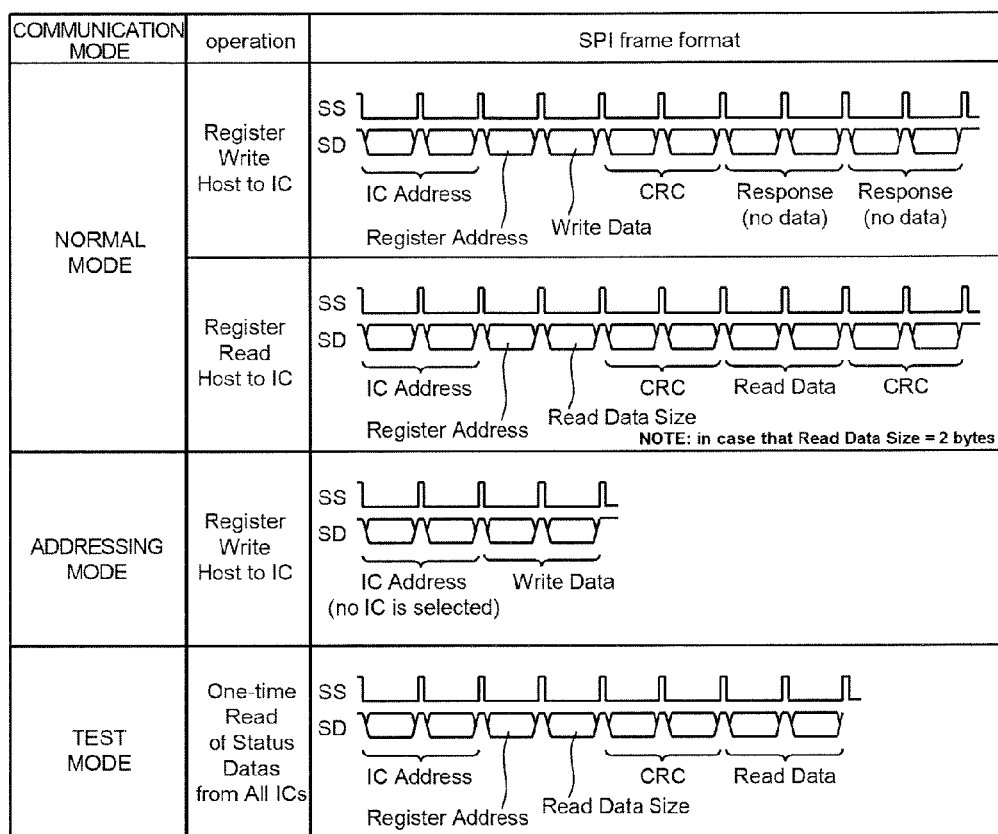 COMMUNICATION
MODE
operation
SPI frame format
NORMAL
MODE
Register
Write
Host to IC
SS
SD
IC Address
CRC
Response
(no data)
Response
(no data)
Register Address
Write Data
Register
Read
Host to IC
SS
SD
IC Address
CRC
Read Data
CRC
Register Address
Read Data Size
NOTE: in case that Read Data Size = 2 bytes
ADDRESSING
MODE
Register
Write
Host to IC
SS
SD
IC Address
(no IC is selected)
Write Data
TEST
MODE
One-time
Read
of Status
Datas
from All ICs
SS
SD
IC Address
CRC
Read Data
Register Address
Read Data Size